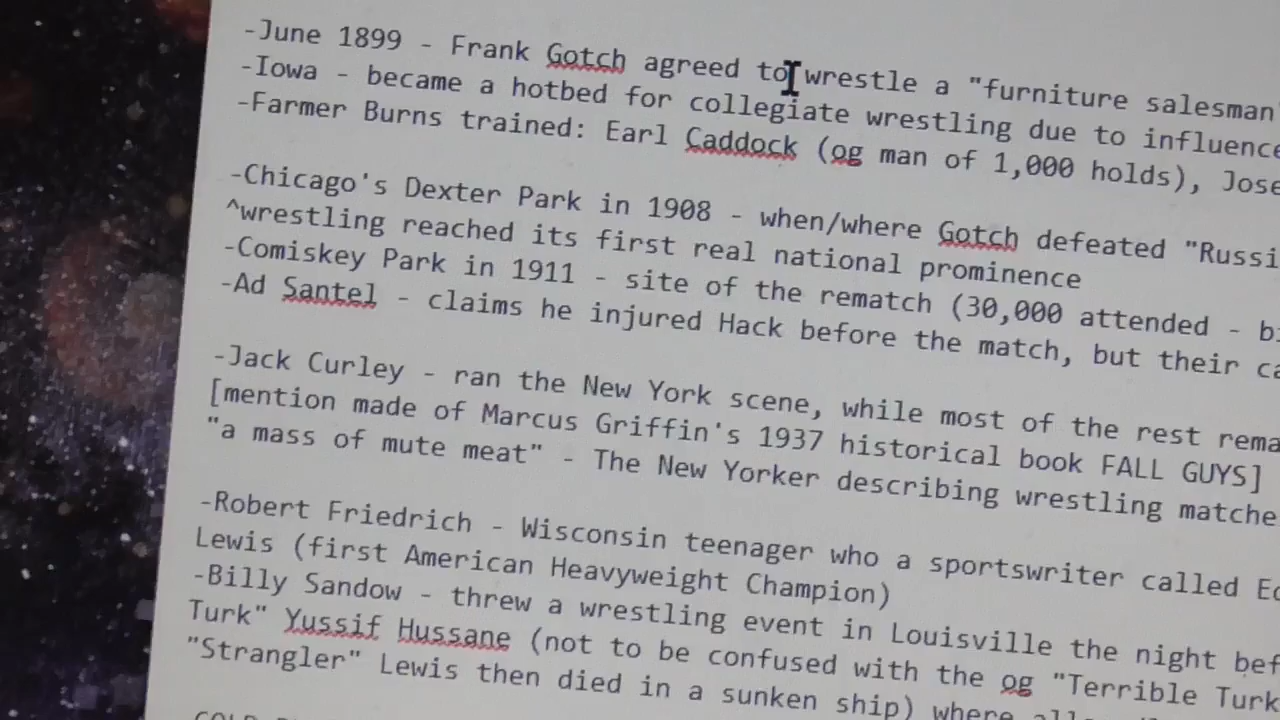 -June 1899 - Frank Gotch agreed to wrestle a "furniture salesman
-Iowa - became a hotbed for collegiate wrestling due to influence
-Farmer Burns trained: Earl Caddock (og man of 1,000 holds), Jose
-Chicago's Dexter Park in 1908 - when/where Gotch defeated "Russi
^wrestling reached its first real national prominence
-Comiskey Park in 1911 - site of the rematch (30,000 attended - bi
-Ad Santel - claims he injured Hack before the match, but their ca
-Jack Curley - ran the New York scene, while most of the rest rema
[mention made of Marcus Griffin's 1937 historical book FALL GUYS]
"a mass of mute meat" - The New Yorker describing wrestling matche
-Robert Friedrich - Wisconsin teenager who a sportswriter called Ed
Lewis (first American Heavyweight Champion)
-Billy Sandow - threw a wrestling event in Louisville the night bef
Turk" Yussif Hussane (not to be confused with the og "Terrible Turk
"Strangler" Lewis then died in a sunken ship) where